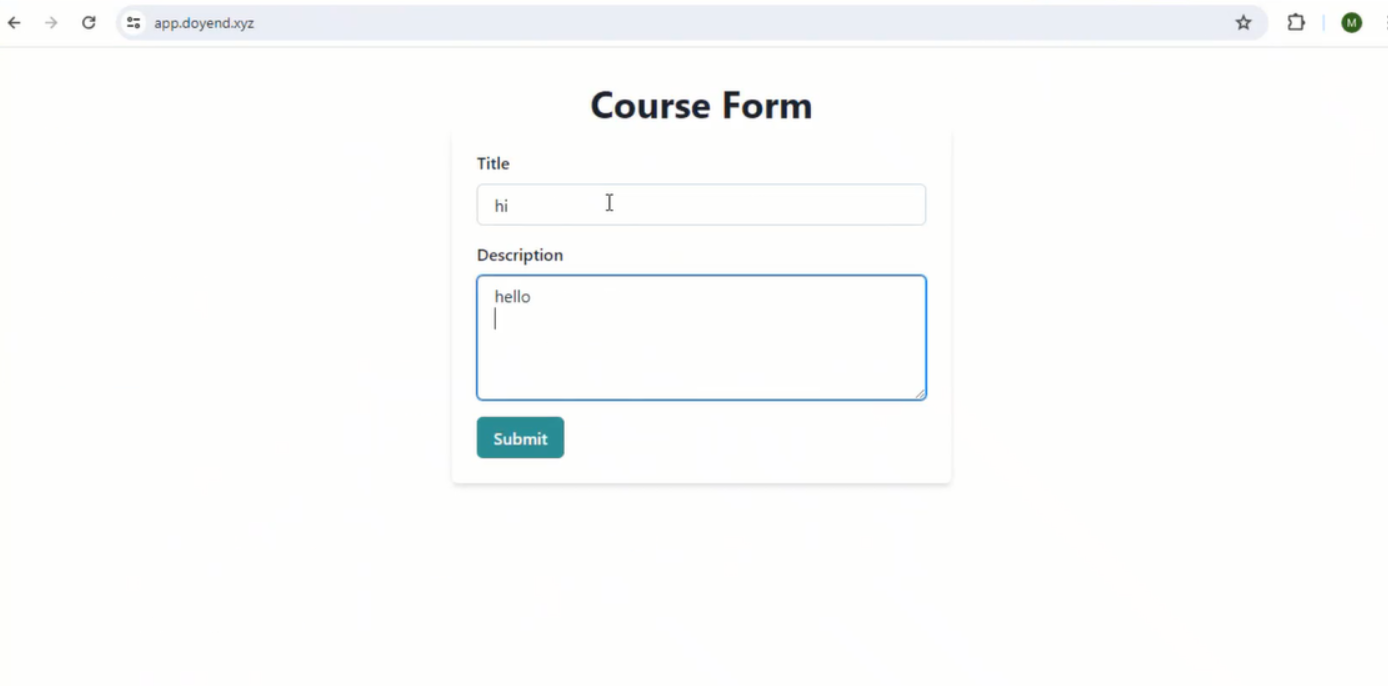 app.doyend.xyz
M
Course Form
Title
hi
Description
hello
Submit